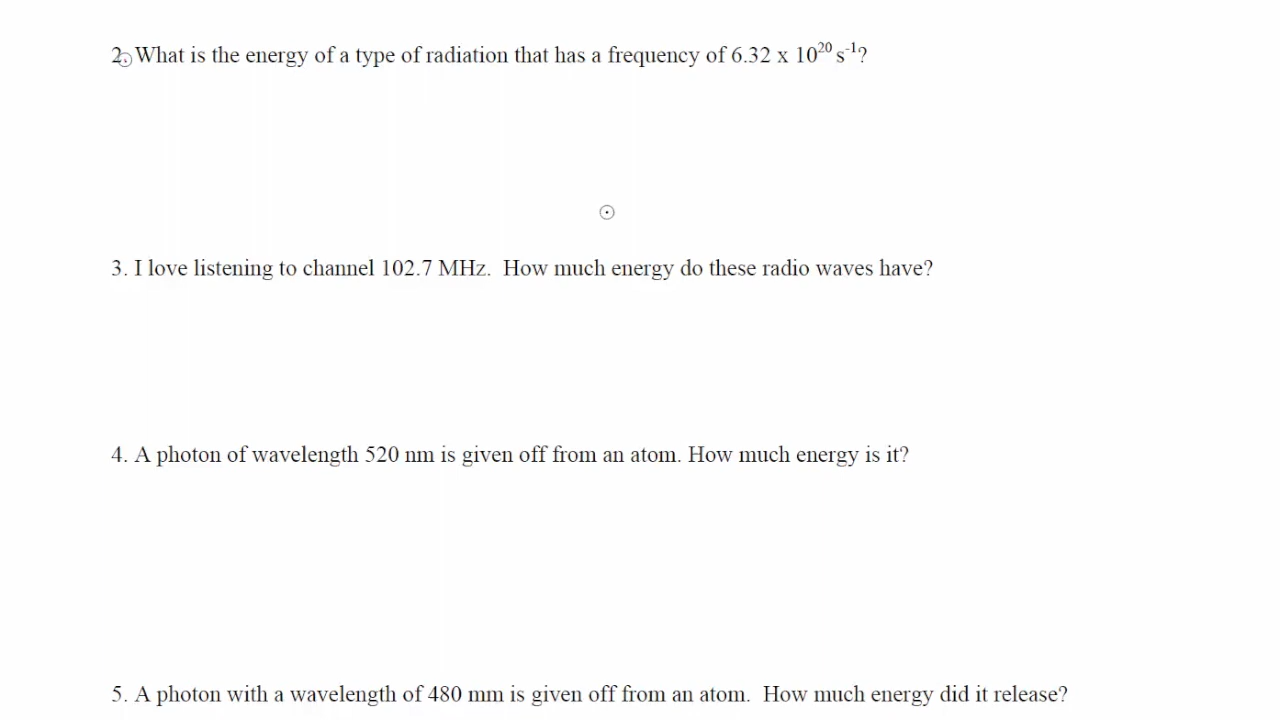 2. What is the energy of a type of radiation that has a frequency of 6.32 x 10²⁰ s⁻¹?
3. I love listening to channel 102.7 MHz.  How much energy do these radio waves have?
4. A photon of wavelength 520 nm is given off from an atom. How much energy is it?
5. A photon with a wavelength of 480 mm is given off from an atom.  How much energy did it release?